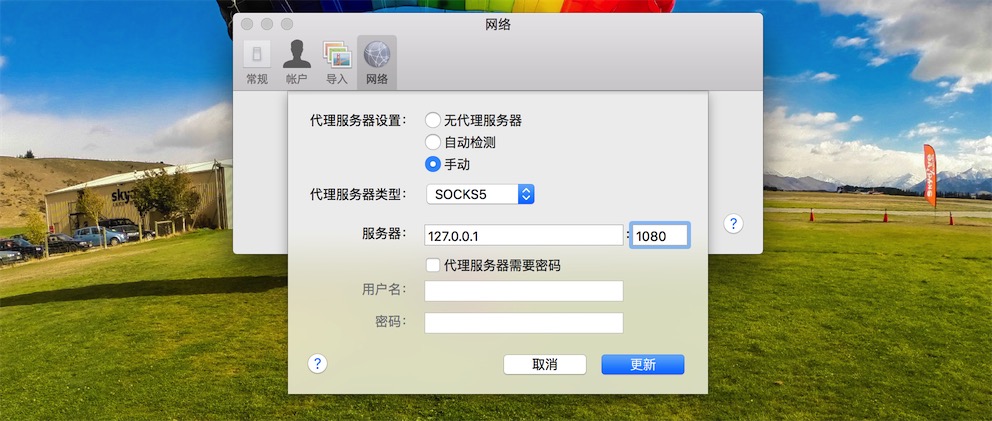 网络
常规 帐户 导入 网络
代理服务器设置： 无代理服务器
自动检测
手动
代理服务器类型： SOCKS5
服务器： 127.0.0.1 : 1080
代理服务器需要密码
用户名：
密码：
取消 更新
?
?
sky